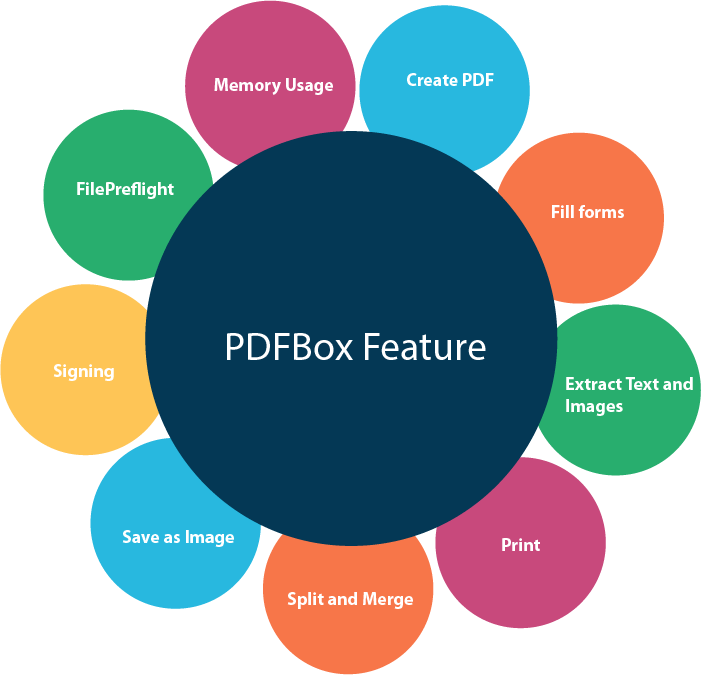 Memory Usage
Create PDF
FilePreflight
Fill forms
PDFBox Feature
Signing
Extract Text and
Images
Save as Image
Print
Split and Merge